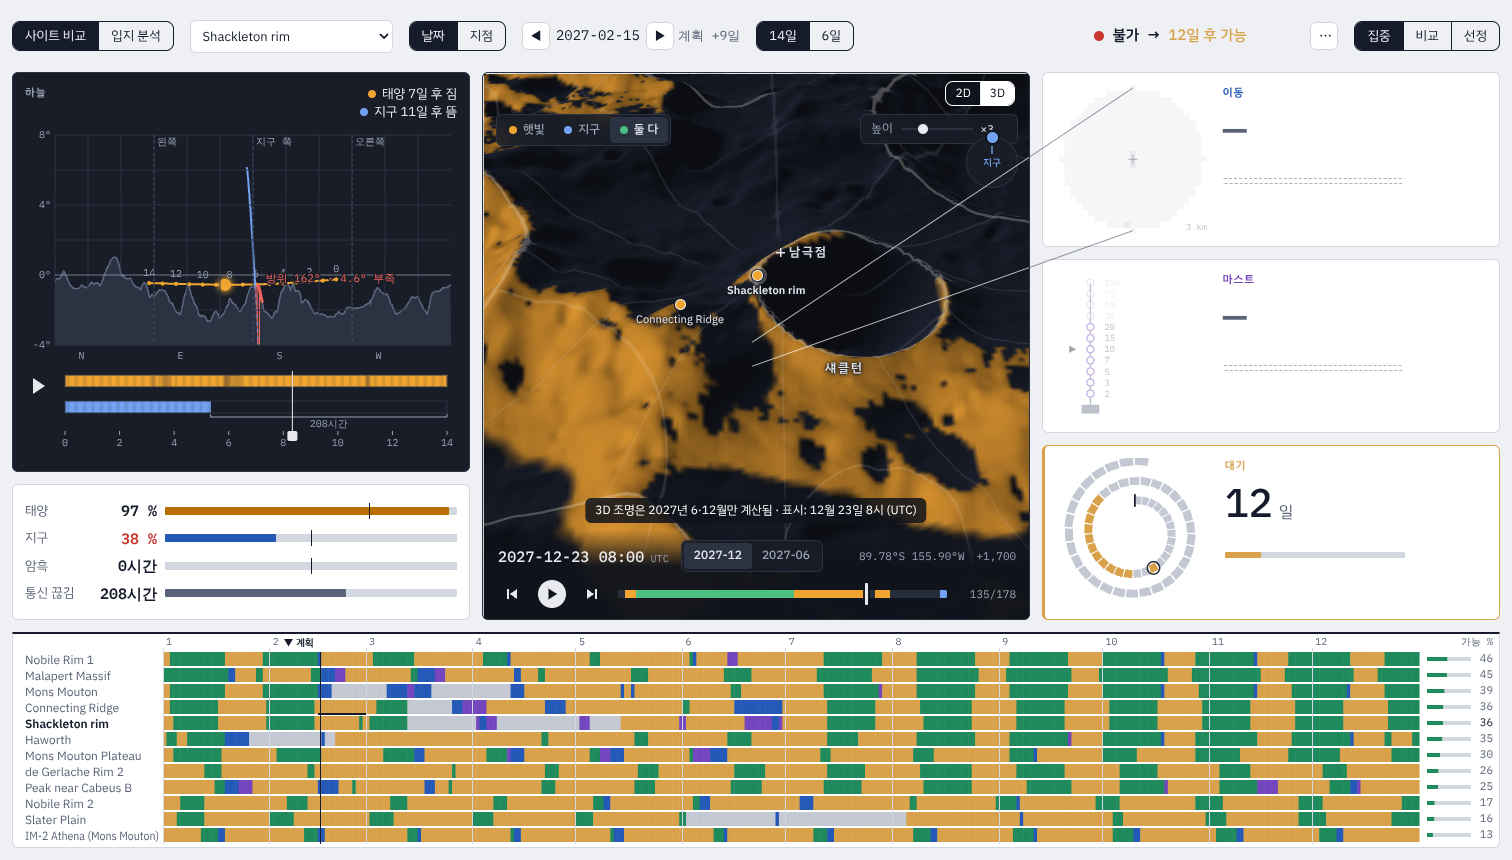 사이트 비교
입지 분석
Shackleton rim
날짜
지점
◀ 2027-02-15 ▶ 계획 +9일
14일
6일
불가 → 12일 후 가능
...
집중
비교
선정
하늘
태양 7일 후 짐
지구 11일 후 뜸
8°
4°
0°
-4°
왼쪽
지구 쪽
오른쪽
14 12 10 8 6 4 2 0
N E S W
208시간
0 2 4 6 8 10 12 14
태양 97 %
지구 38 %
암흑 0시간
통신 끊김 208시간
2D
3D
햇빛
지구
둘 다
높이
지구
남극점
Shackleton rim
Connecting Ridge
섀클턴
3D 조명은 2027년 6·12월만 계산됨 · 표시: 12월 23일 8시 (UTC)
2027-12-23 08:00 UTC
2027-12
2027-06
89.78°S 155.90°W +1,700
135/178
이동
3 km
마스트
100
75
50
30
20
15
10
7
5
3
2
대기
12 일
1 2 ▼ 계획 3 4 5 6 7 8 9 10 11 12 가능 %
Nobile Rim 1 46
Malapert Massif 45
Mons Mouton 39
Connecting Ridge 36
Shackleton rim 36
Haworth 35
Mons Mouton Plateau 30
de Gerlache Rim 2 26
Peak near Cabeus B 25
Nobile Rim 2 17
Slater Plain 16
IM-2 Athena (Mons Mouton) 13